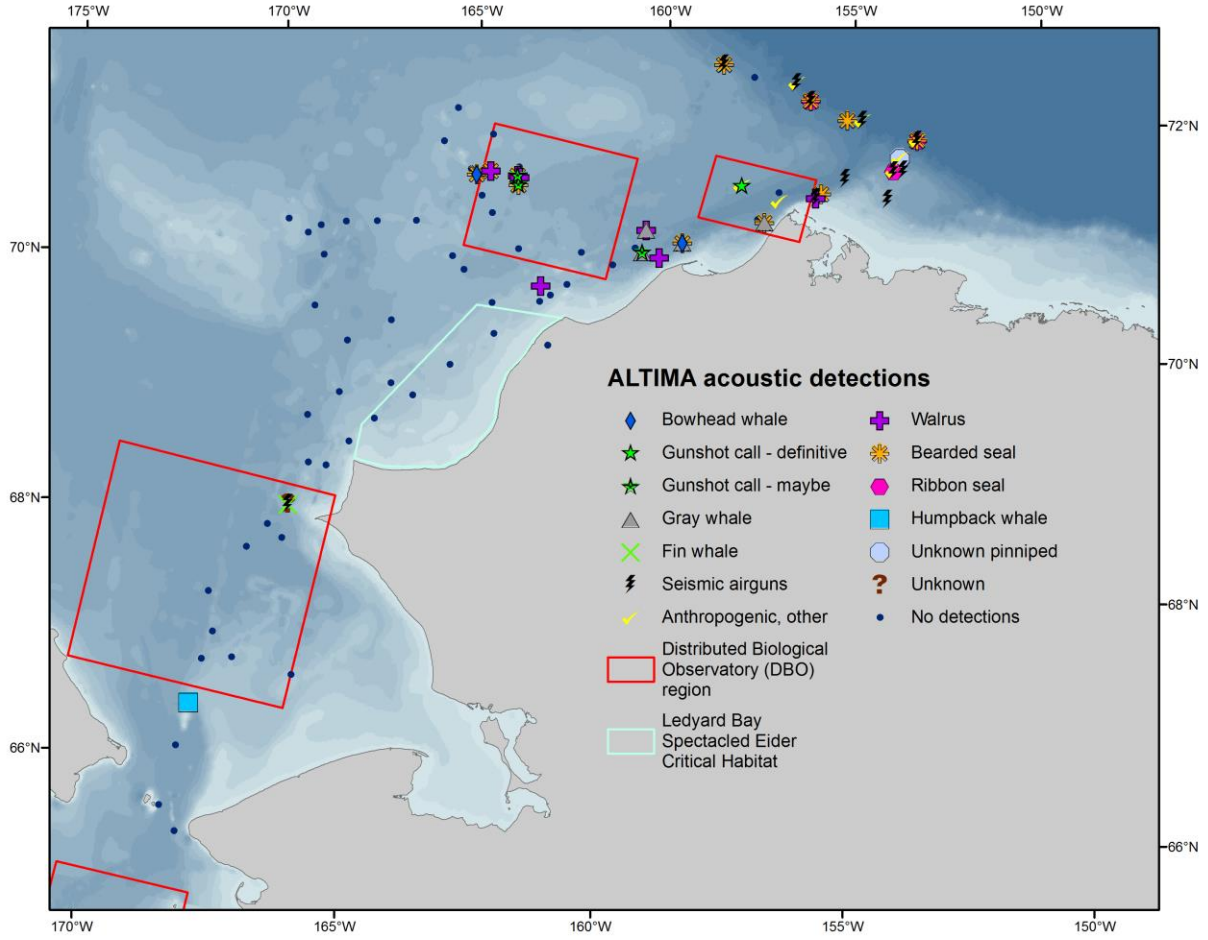 175°W 170°W 165°W 160°W 155°W 150°W
72°N
70°N
70°N
68°N
68°N
66°N
66°N
ALTIMA acoustic detections
Bowhead whale
Gunshot call - definitive
Gunshot call - maybe
Gray whale
Fin whale
Seismic airguns
Anthropogenic, other
Distributed Biological
Observatory (DBO)
region
Ledyard Bay
Spectacled Eider
Critical Habitat
Walrus
Bearded seal
Ribbon seal
Humpback whale
Unknown pinniped
? Unknown
No detections
170°W 165°W 160°W 155°W 150°W